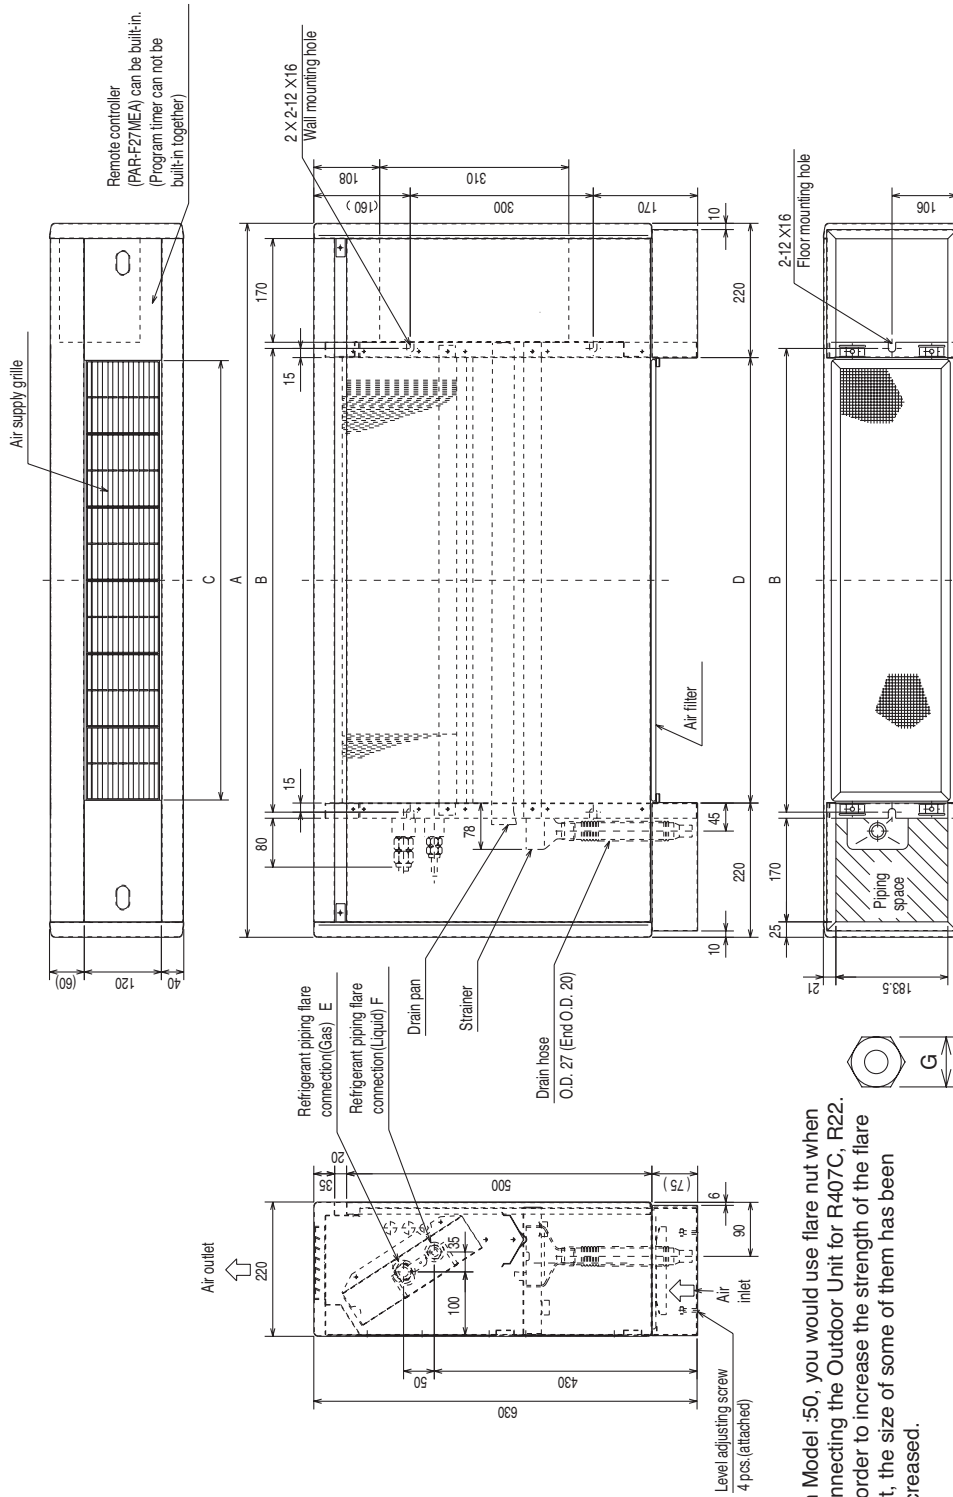 Air supply grille
Remote controller
(PAR-F27MEA) can be built-in.
(Program timer can not be
built-in together)
(60)
120
40
C
A
B
2 X 2-12 X16
Wall mounting hole
108
310
(160)
300
170
10
170
15
220
15
80
78
45
220
10
D
Air filter
Refrigerant piping flare
connection(Gas) E
Refrigerant piping flare
connection(Liquid) F
Drain pan
Strainer
Drain hose
O.D. 27 (End O.D. 20)
Air outlet
220
35
20
500
(75)
6
90
35
100
50
430
630
Air
inlet
Level adjusting screw
4 pcs.(attached)
2-12 X16
Floor mounting hole
106
B
170
25
21
183.5
Piping
space
G
Model :50, you would use flare nut when
the Outdoor Unit for R407C, R22.
order to increase the strength of the flare
the size of some of them has been